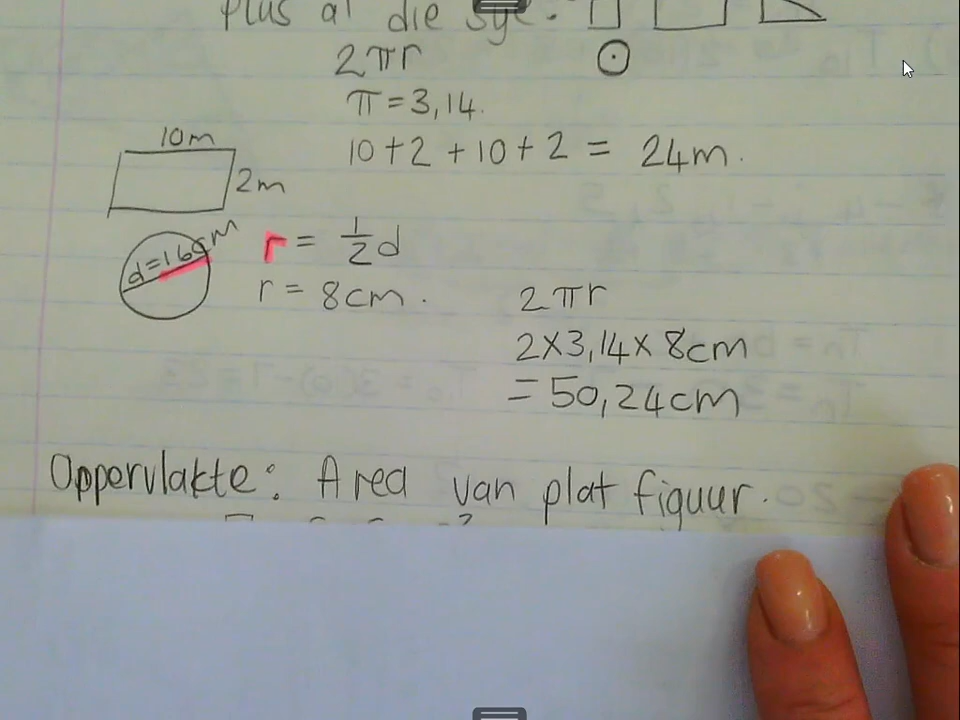 Plus al die sye.
2πr
π = 3,14.
10m
10 + 2 + 10 + 2 = 24m.
2m
d=16cm
r = 1/2 d
r = 8cm.
2πr
2 × 3,14 × 8cm
= 50,24cm
Oppervlakte: Area van plat figuur.